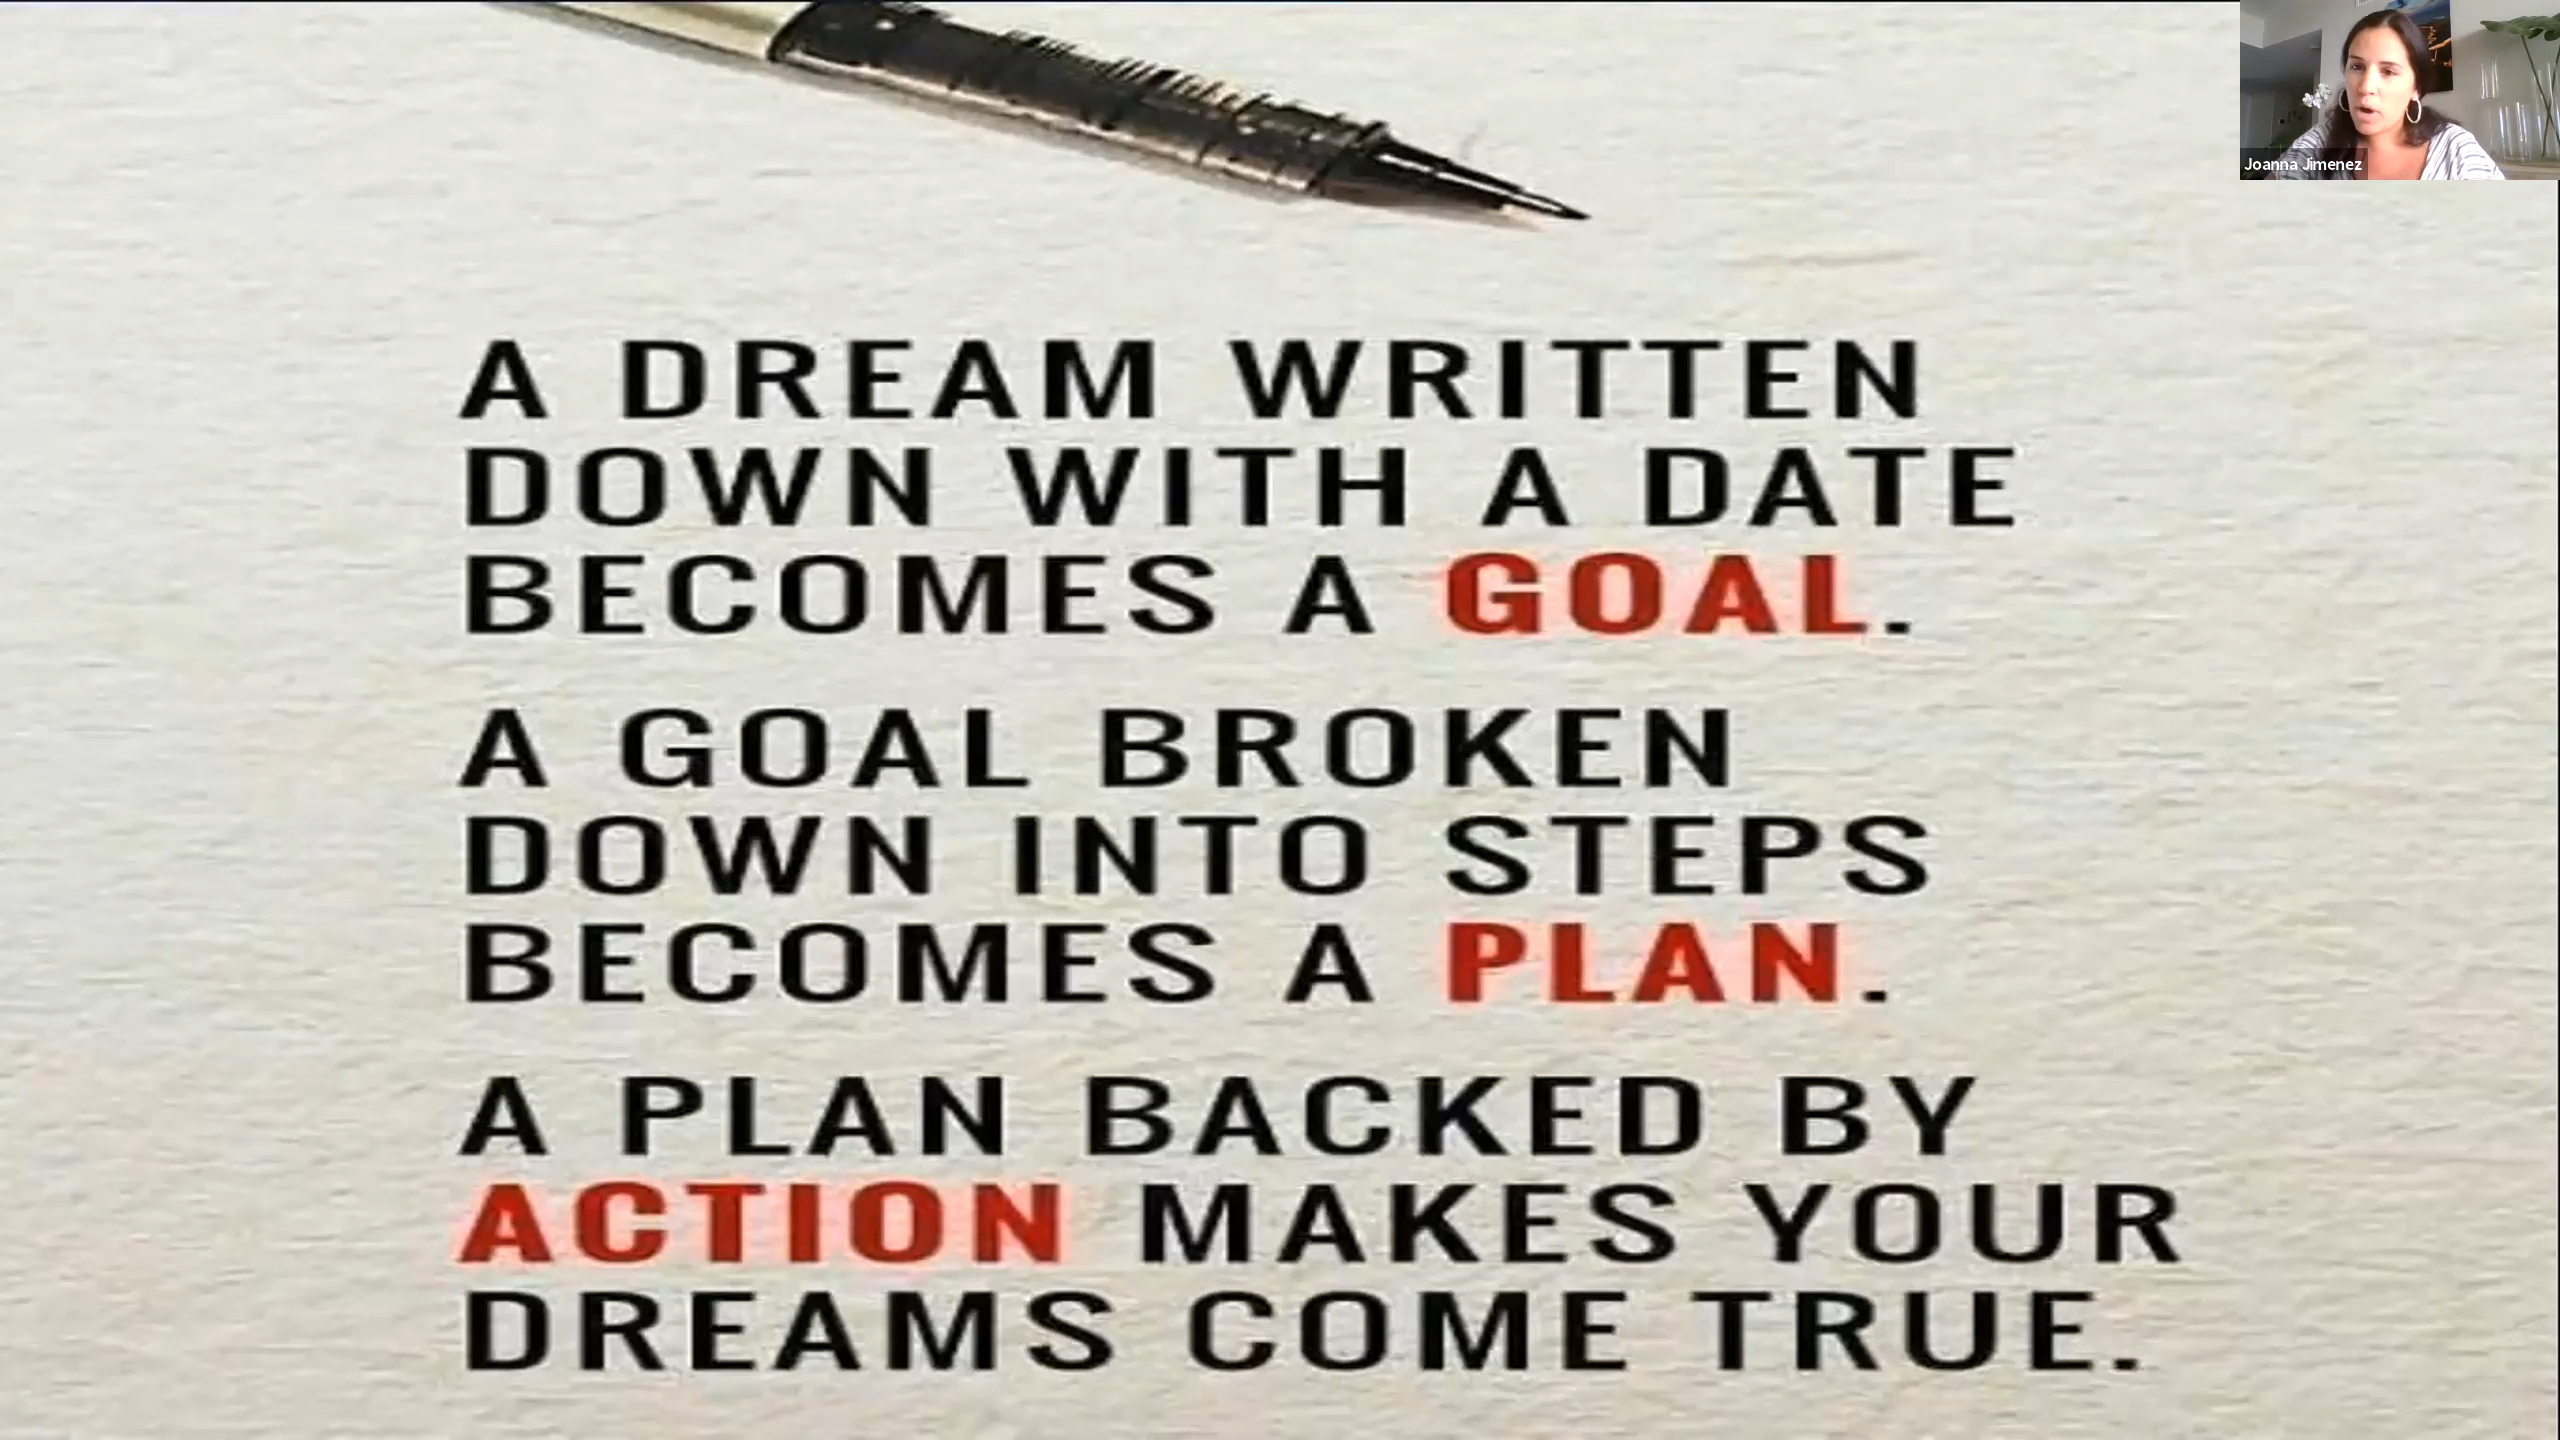 Joanna Jimenez
A DREAM WRITTEN
DOWN WITH A DATE
BECOMES A GOAL.
A GOAL BROKEN
DOWN INTO STEPS
BECOMES A PLAN.
A PLAN BACKED BY
ACTION MAKES YOUR
DREAMS COME TRUE.